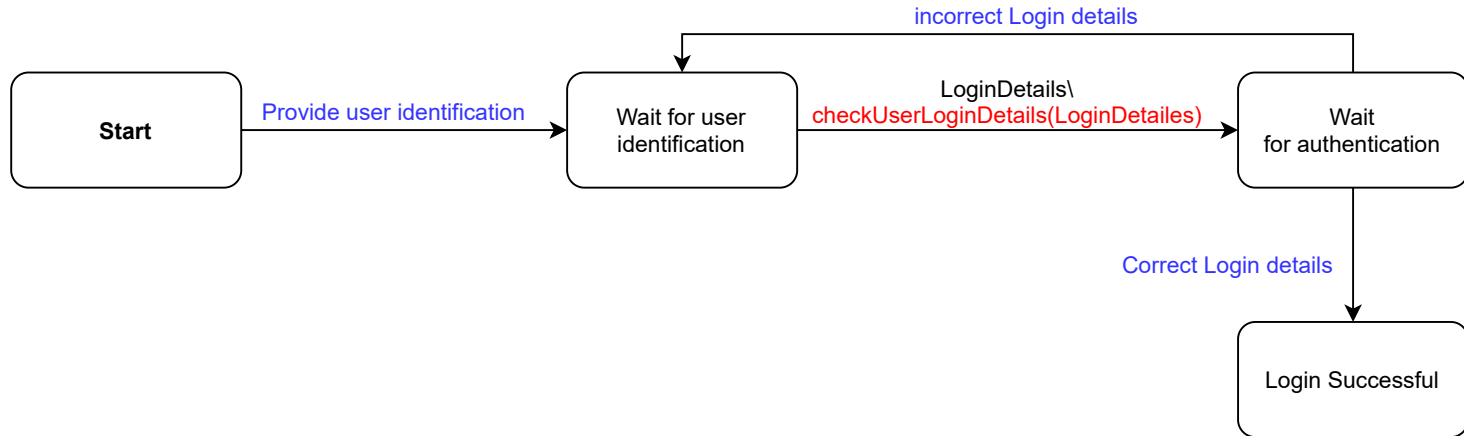 incorrect Login details
Start
Provide user identification
Wait for user
identification
LoginDetails\
checkUserLoginDetails(LoginDetailes)
Wait
for authentication
Correct Login details
Login Successful